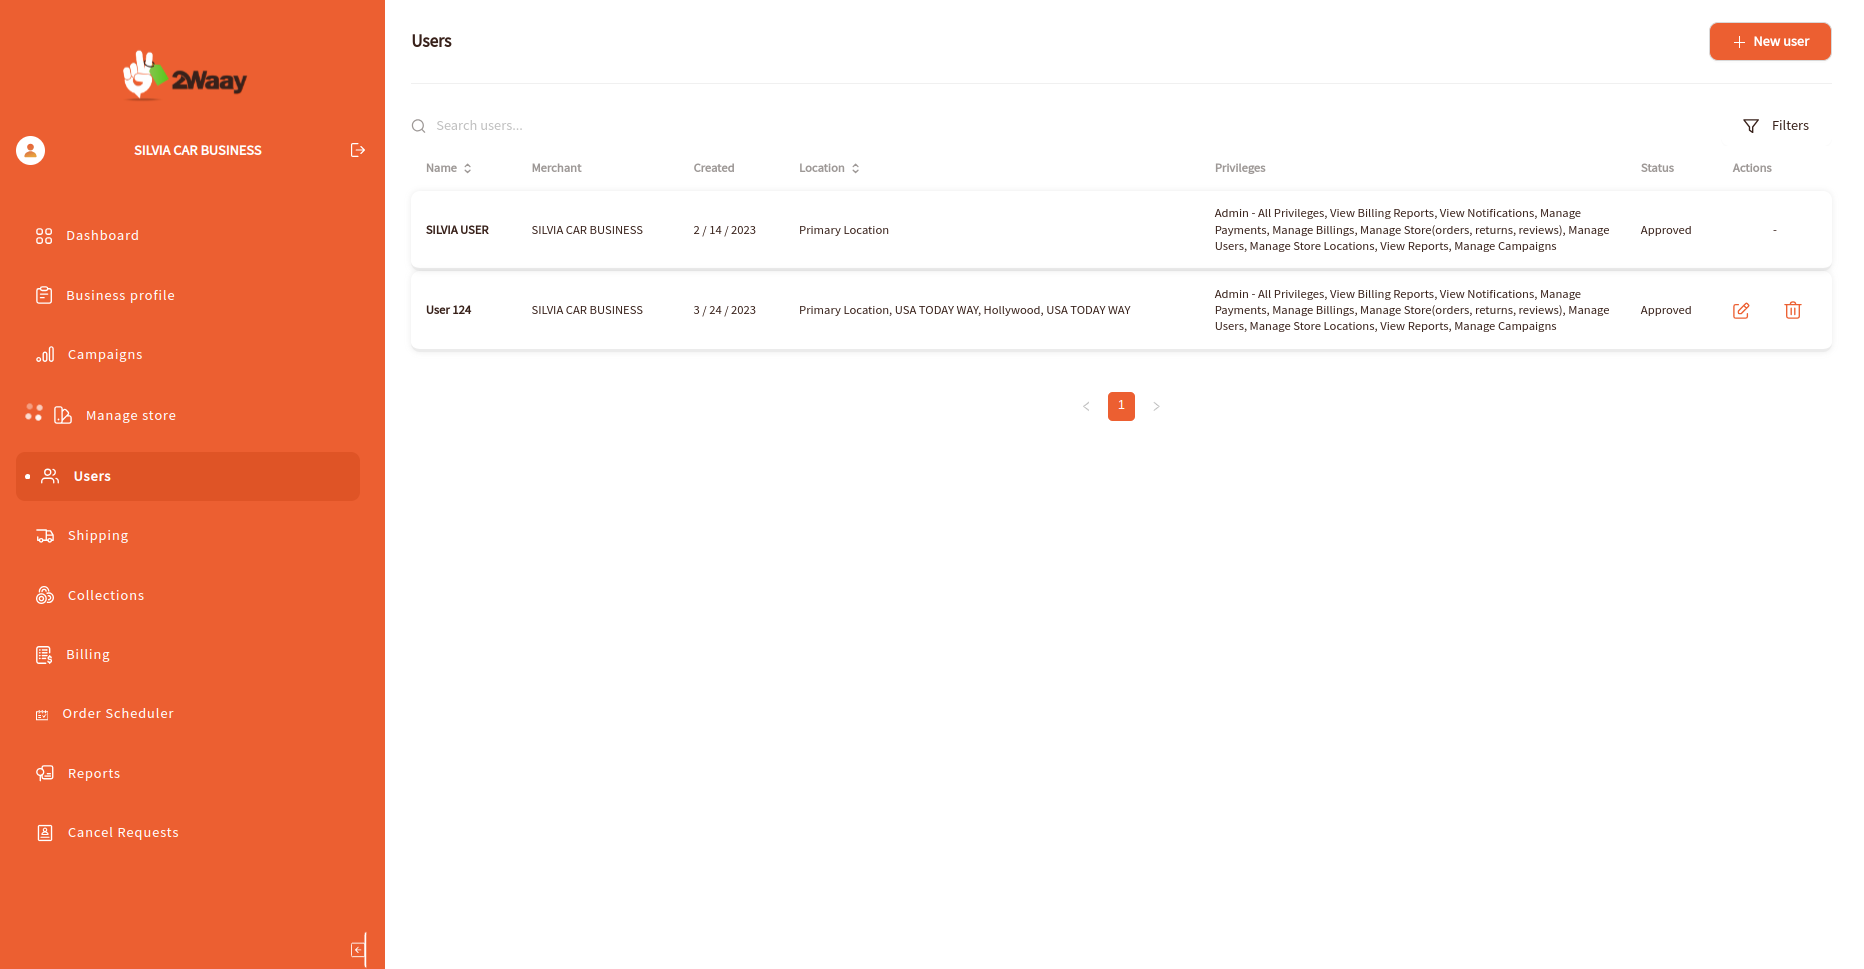 2Waay
SILVIA CAR BUSINESS
Dashboard
Business profile
Campaigns
Manage store
Users
Shipping
Collections
Billing
Order Scheduler
Reports
Cancel Requests
Users
New user
Search users...
Filters
Name Merchant Created Location Privileges Status Actions
SILVIA USER SILVIA CAR BUSINESS 2 / 14 / 2023 Primary Location Admin - All Privileges, View Billing Reports, View Notifications, Manage
Payments, Manage Billings, Manage Store(orders, returns, reviews), Manage
Users, Manage Store Locations, View Reports, Manage Campaigns
Approved -
User 124 SILVIA CAR BUSINESS 3 / 24 / 2023 Primary Location, USA TODAY WAY, Hollywood, USA TODAY WAY Admin - All Privileges, View Billing Reports, View Notifications, Manage
Payments, Manage Billings, Manage Store(orders, returns, reviews), Manage
Users, Manage Store Locations, View Reports, Manage Campaigns
Approved
< 1 >